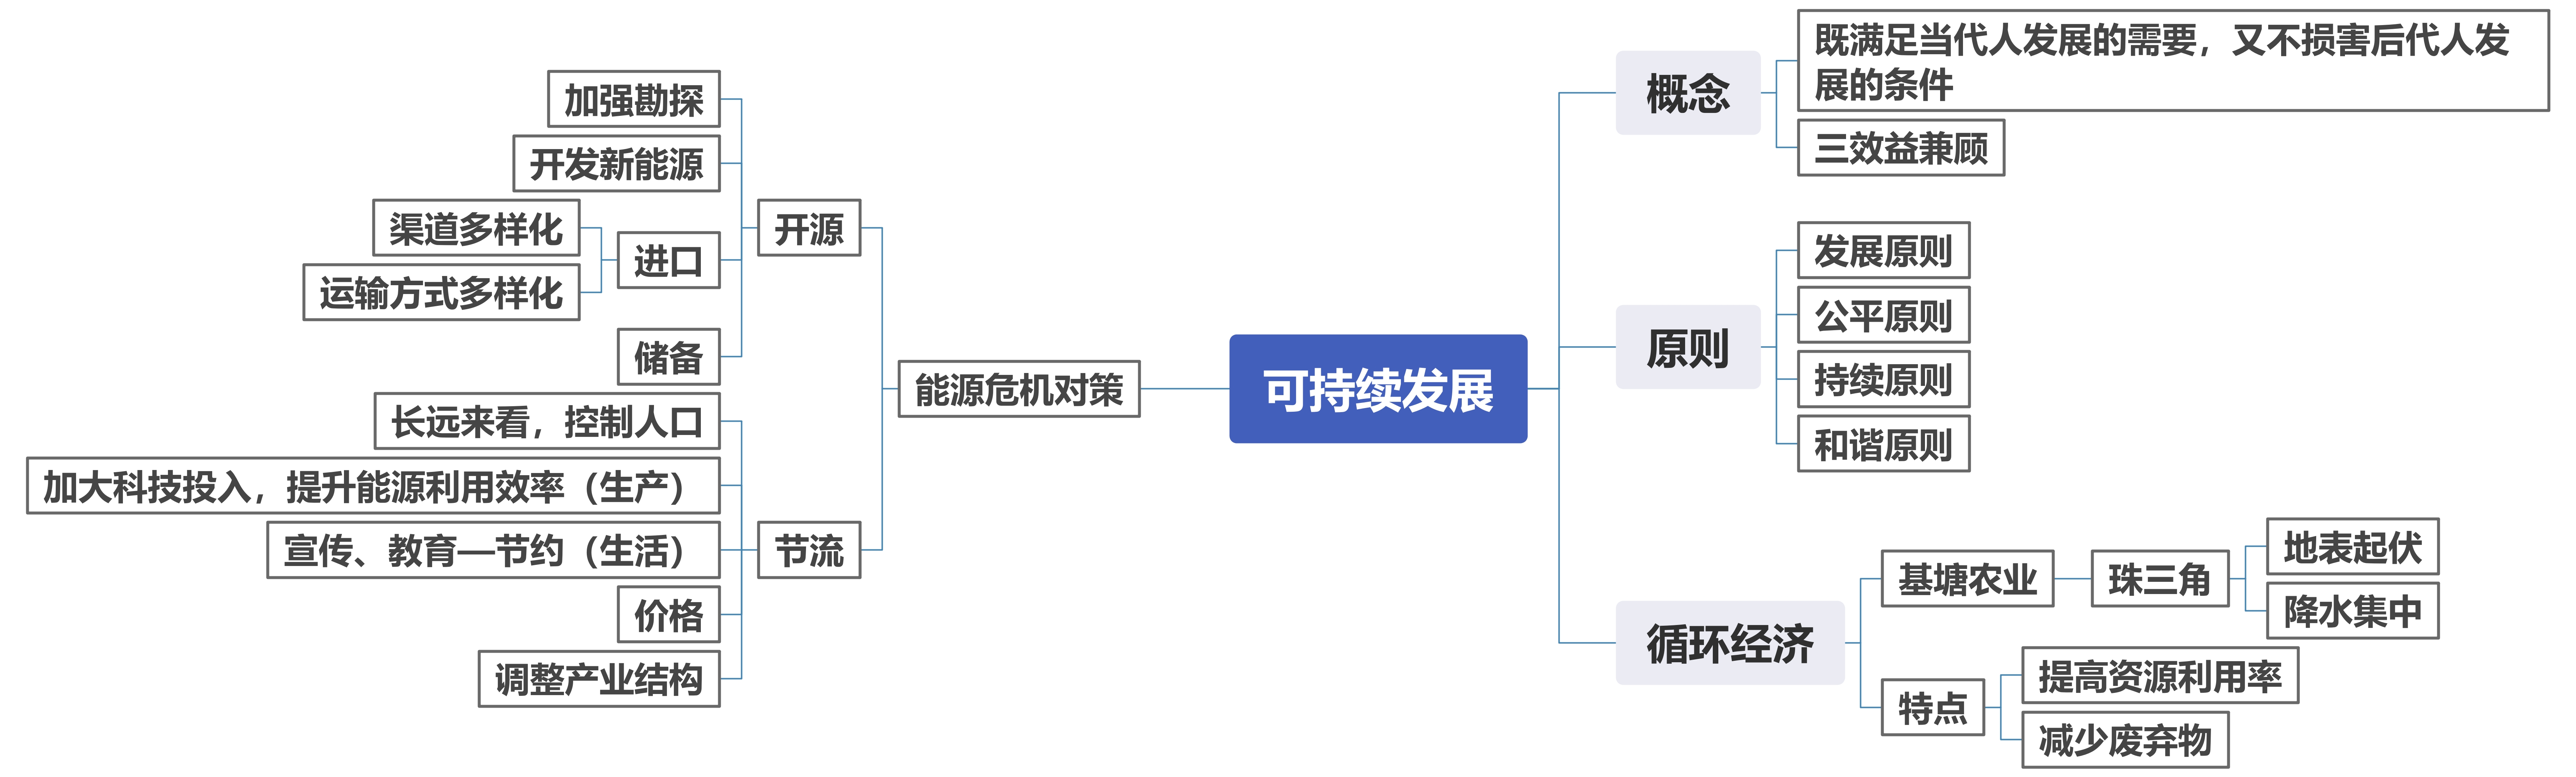 可持续发展
概念
既满足当代人发展的需要，又不损害后代人发
展的条件
三效益兼顾
原则
发展原则
公平原则
持续原则
和谐原则
循环经济
基塘农业
珠三角
地表起伏
降水集中
特点
提高资源利用率
减少废弃物
能源危机对策
开源
加强勘探
开发新能源
进口
渠道多样化
运输方式多样化
储备
节流
长远来看，控制人口
加大科技投入，提升能源利用效率（生产）
宣传、教育—节约（生活）
价格
调整产业结构